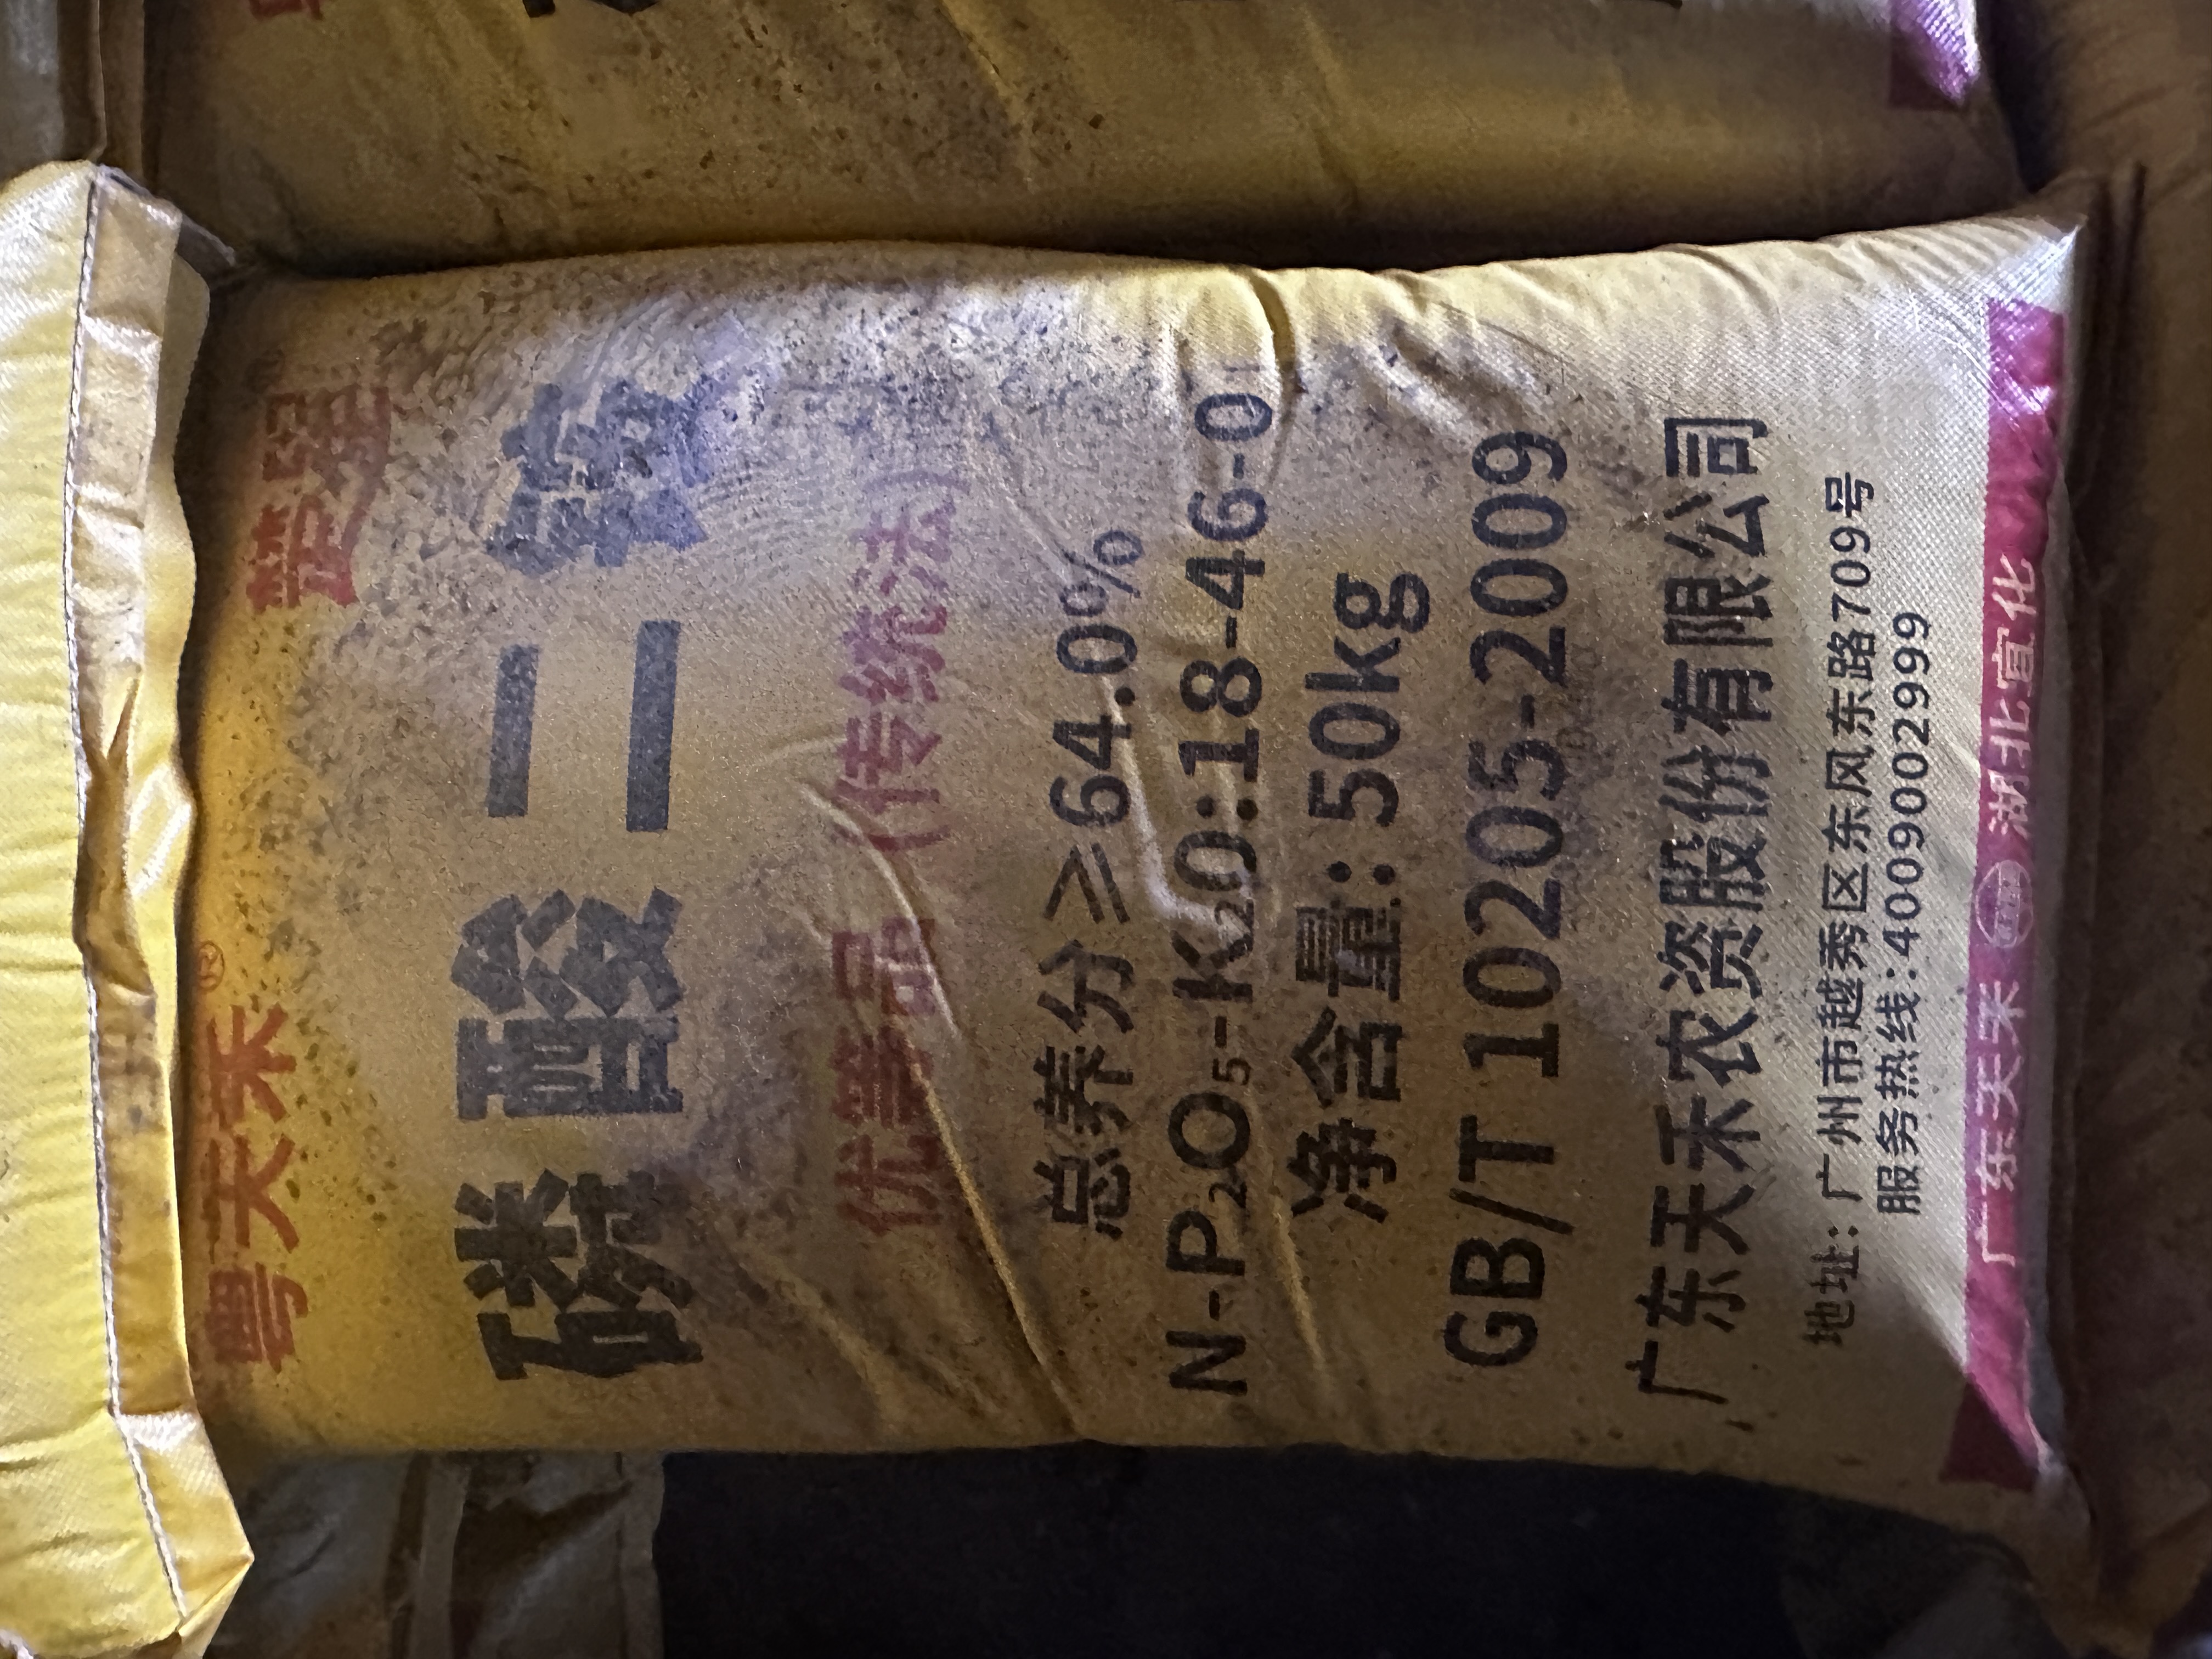 粤天禾® 楚星
磷酸二铵
优等品(传统法)
总养分≥64.0%
N-P₂O₅-K₂0:18-46-0
净含量:50kg
GB/T 10205-2009
广东天禾农资股份有限公司
地址:广州市越秀区东风东路709号
服务热线:4009002999
广东天禾 湖北宜化